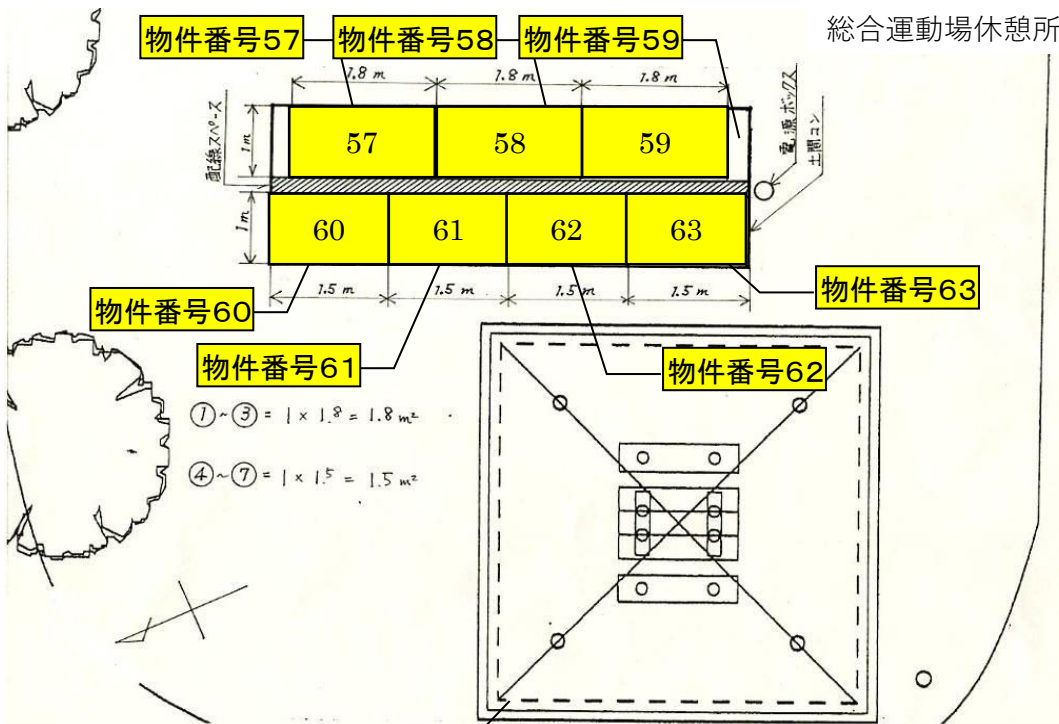 総合運動場休憩所
物件番号57
物件番号58
物件番号59
1.8 m
1.8 m
1.8 m
配線スペース
1m
57
58
59
電源ボックス
土間コン
1m
60
61
62
63
1.5 m
1.5 m
1.5 m
1.5 m
物件番号60
物件番号63
物件番号61
物件番号62
①~③ = 1 × 1.8 = 1.8 m²
④~⑦ = 1 × 1.5 = 1.5 m²